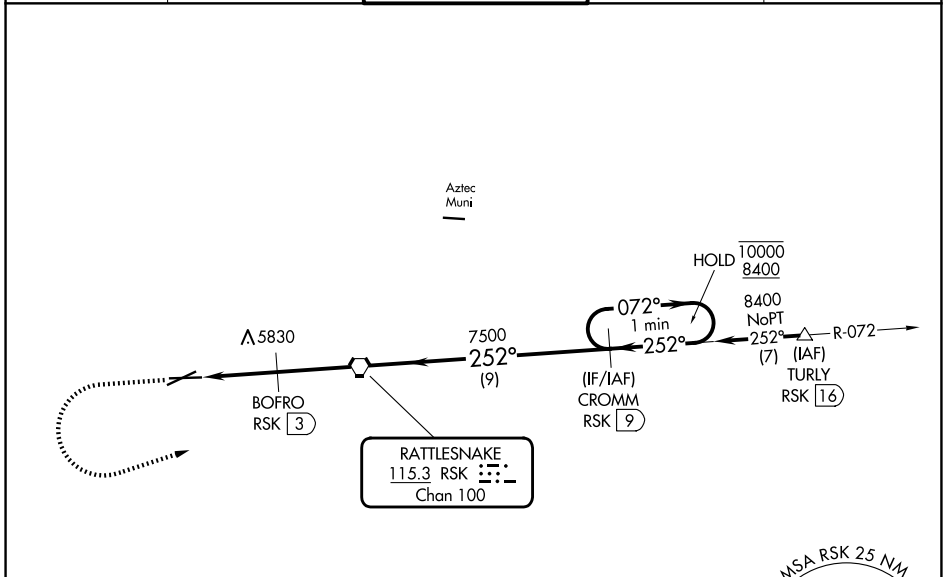 Aztec
Muni
HOLD
10000
8400
072°
1 min
252°
8400
NoPT
252°
(7)
R-072
(IAF)
TURLY
RSK 16
5830
7500
252°
(9)
(IF/IAF)
CROMM
RSK 9
BOFRO
RSK 3
RATTLESNAKE
115.3 RSK
Chan 100
MSA RSK 25 NM